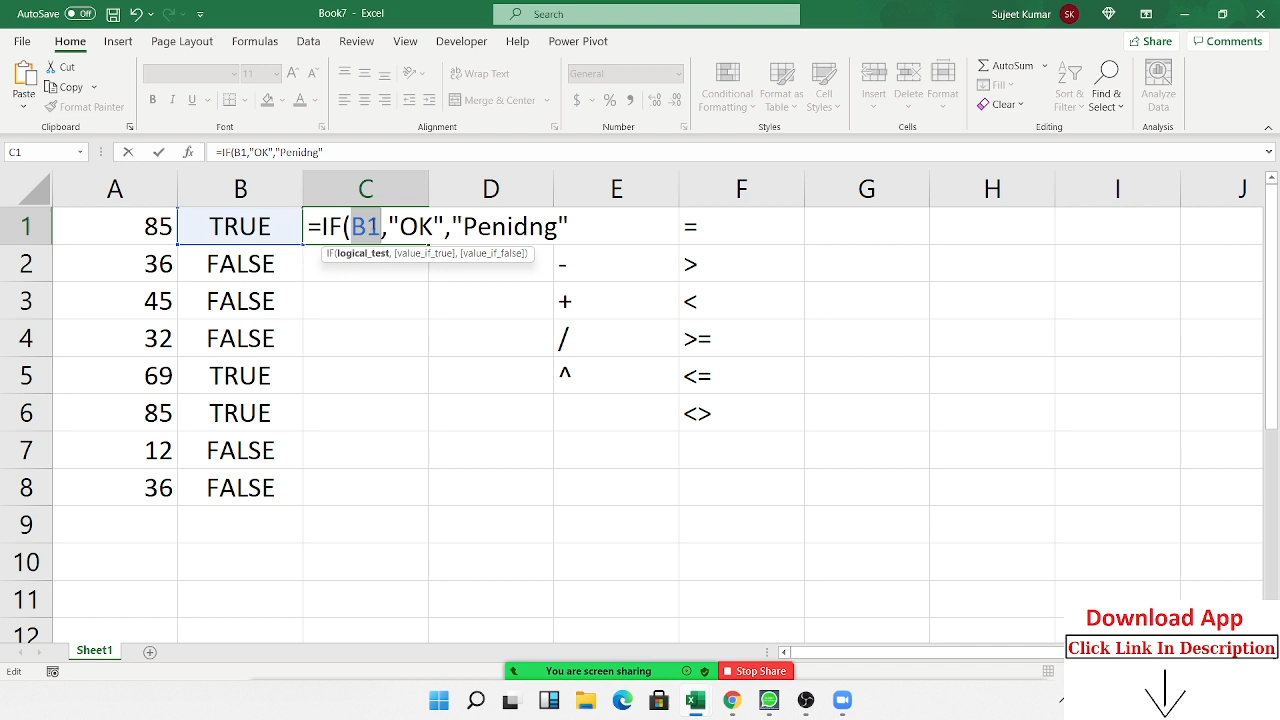 AutoSave Off Book7 - Excel Search Sujeet Kumar SK
File Home Insert Page Layout Formulas Data Review View Developer Help Power Pivot Share Comments
Paste Cut Copy Format Painter
Clipboard
11 A A
B I U A
Font
Wrap Text
Merge & Center
Alignment
General
$ % ,
Number
Conditional Formatting Format as Table Cell Styles
Styles
Insert Delete Format
Cells
AutoSum Fill Clear Sort & Filter Find & Select
Editing
Analyze Data
Analysis
C1 fx =IF(B1,"OK","Penidng"
A B C D E F G H I J
1 85 TRUE =IF(B1,"OK","Penidng" =
IF(logical_test, [value_if_true], [value_if_false])
2 36 FALSE - >
3 45 FALSE + <
4 32 FALSE / >=
5 69 TRUE ^ <=
6 85 TRUE <>
7 12 FALSE
8 36 FALSE
9
10
11
12
Sheet1
Edit
You are screen sharing Stop Share
Download App
Click Link In Description